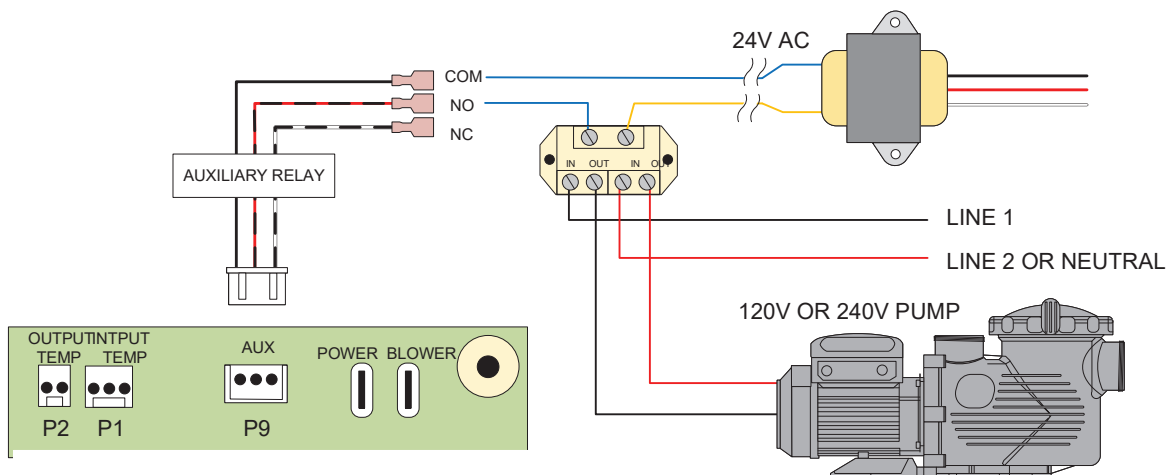 24V AC
COM
NO
NC
AUXILIARY RELAY
IN OUT IN OUT
LINE 1
LINE 2 OR NEUTRAL
120V OR 240V PUMP
OUTPUT INTPUT
TEMP TEMP
AUX
POWER BLOWER
P2 P1 P9